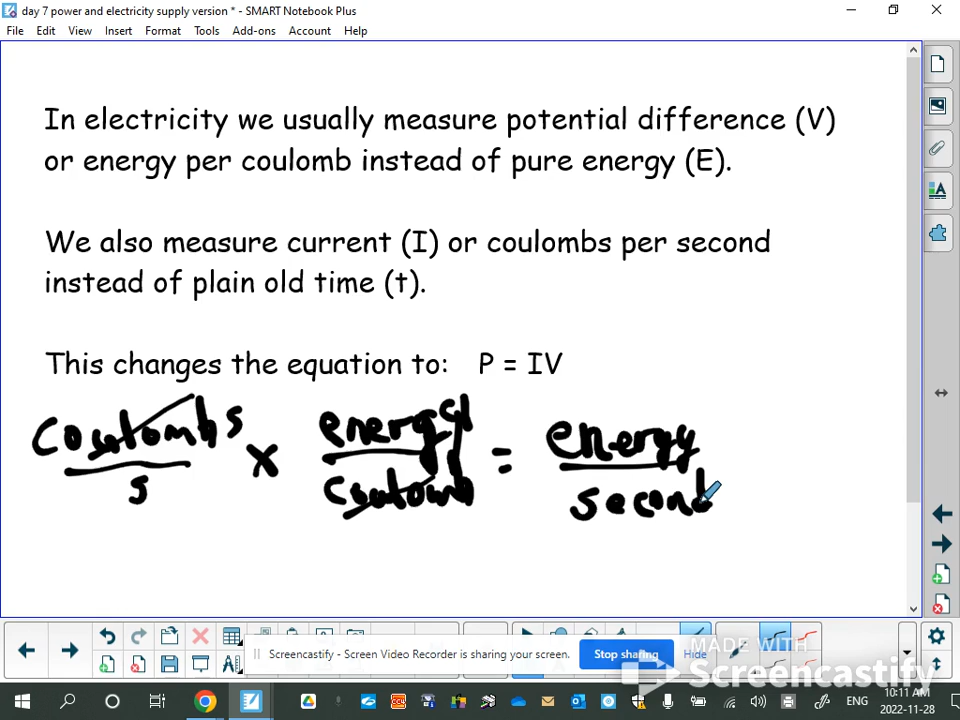 day 7 power and electricity supply version * - SMART Notebook Plus
File Edit View Insert Format Tools Add-ons Account Help
In electricity we usually measure potential difference (V)
or energy per coulomb instead of pure energy (E).
We also measure current (I) or coulombs per second
instead of plain old time (t).
This changes the equation to: P = IV
coulombs energy energy
x =
s coulomb second
Screencastify - Screen Video Recorder is sharing your screen. Stop sharing Hide
MADE WITH
Screencastify
ENG
10:11 AM
2022-11-28